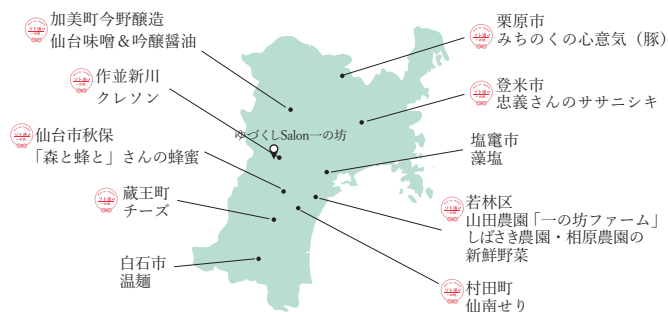 加美町今野醸造
仙台味噌＆吟醸醤油
作並新川
クレソン
仙台市秋保
「森と蜂と」さんの蜂蜜
蔵王町
チーズ
白石市
温麺
ゆづくしSalon一の坊
栗原市
みちのくの心意気（豚）
登米市
忠義さんのササニシキ
塩竈市
藻塩
若林区
山田農園「一の坊ファーム」
しばさき農園・相原農園の
新鮮野菜
村田町
仙南せり